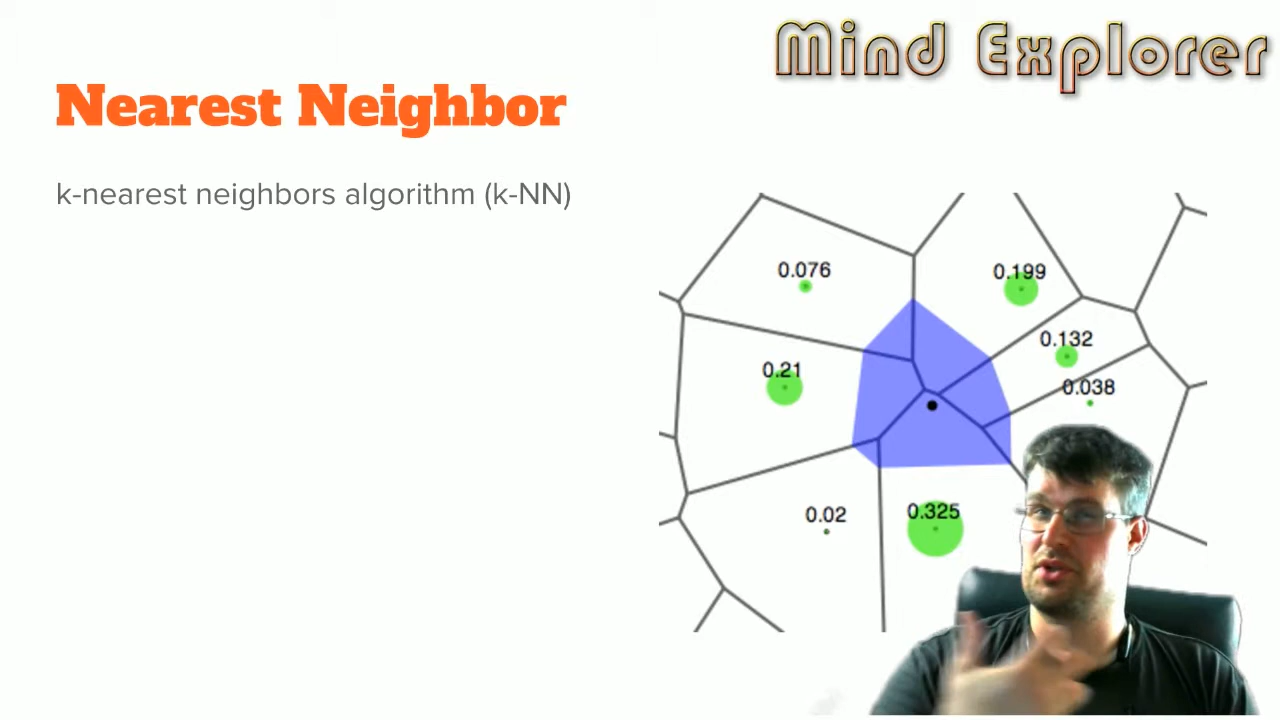 Mind Explorer
Nearest Neighbor
k-nearest neighbors algorithm (k-NN)
0.076
0.199
0.132
0.21
0.038
0.02
0.325